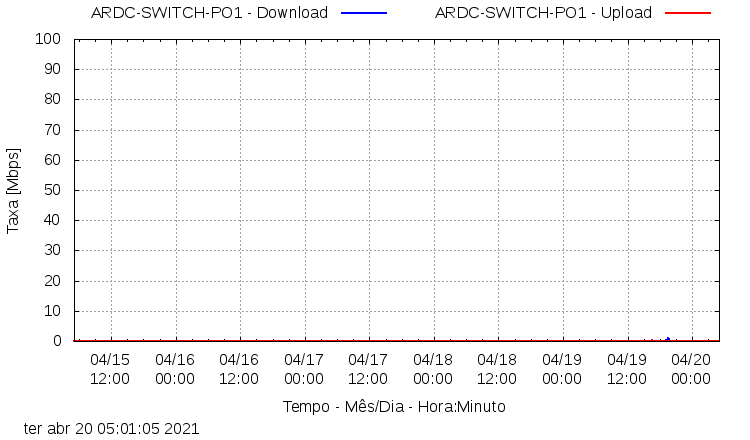 ARDC-SWITCH-PO1 - Download ARDC-SWITCH-PO1 - Upload
100
90
80
70
60
50
40
30
20
10
0
Taxa [Mbps]
04/15 04/16 04/16 04/17 04/17 04/18 04/18 04/19 04/19 04/20
12:00 00:00 12:00 00:00 12:00 00:00 12:00 00:00 12:00 00:00
Tempo - Mês/Dia - Hora:Minuto
ter abr 20 05:01:05 2021